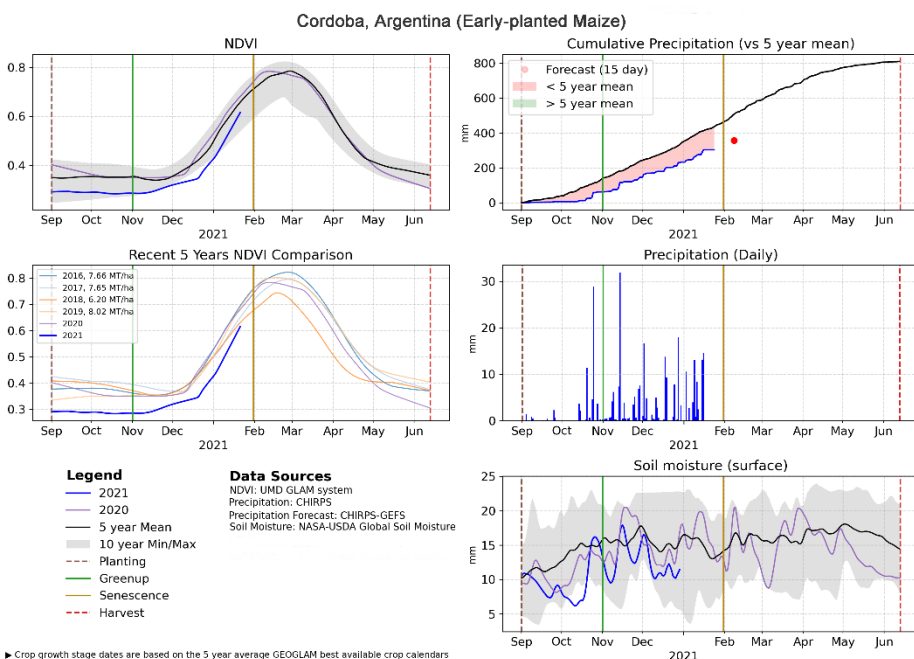 Cordoba, Argentina (Early-planted Maize)
NDVI
0.8
0.6
0.4
Sep Oct Nov Dec Feb Mar Apr May Jun
2021
Cumulative Precipitation (vs 5 year mean)
Forecast (15 day)
< 5 year mean
> 5 year mean
mm
800
600
400
200
0
Sep Oct Nov Dec Feb Mar Apr May Jun
2021
Recent 5 Years NDVI Comparison
2016, 7.66 MT/ha
2017, 7.65 MT/ha
2018, 6.20 MT/ha
2019, 8.02 MT/ha
2020
2021
0.8
0.7
0.6
0.5
0.4
0.3
Sep Oct Nov Dec Feb Mar Apr May Jun
2021
Precipitation (Daily)
mm
30
20
10
0
Sep Oct Nov Dec Feb Mar Apr May Jun
2021
Legend
2021
2020
5 year Mean
10 year Min/Max
Planting
Greenup
Senescence
Harvest
Data Sources
NDVI: UMD GLAM system
Precipitation: CHIRPS
Precipitation Forecast: CHIRPS-GEFS
Soil Moisture: NASA-USDA Global Soil Moisture
Soil moisture (surface)
mm
25
20
15
10
5
Sep Oct Nov Dec Feb Mar Apr May Jun
2021
▶ Crop growth stage dates are based on the 5 year average GEOGLAM best available crop calendars